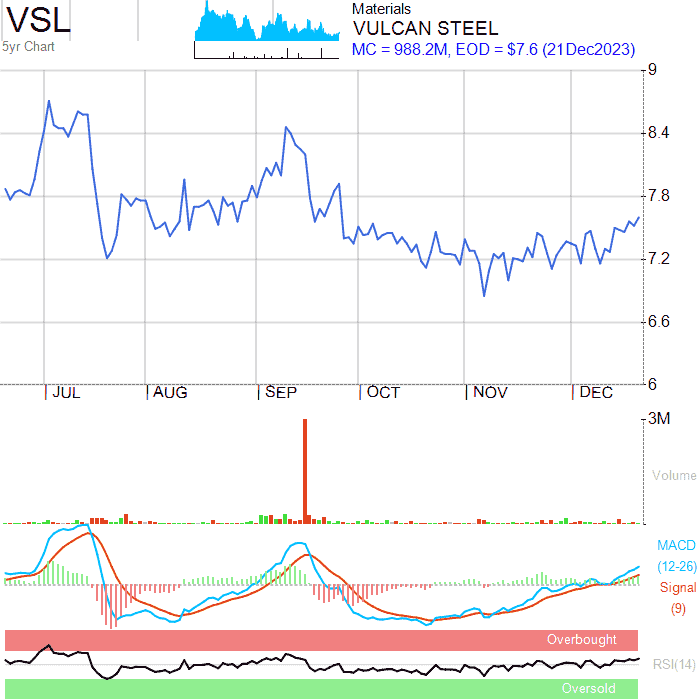 VSL
5yr Chart
Materials
VULCAN STEEL
MC = 988.2M, EOD = $7.6 (21Dec2023)
9
8.4
7.8
7.2
6.6
6
JUL AUG SEP OCT NOV DEC
3M
Volume
MACD
(12-26)
Signal
(9)
Overbought
RSI(14)
Oversold